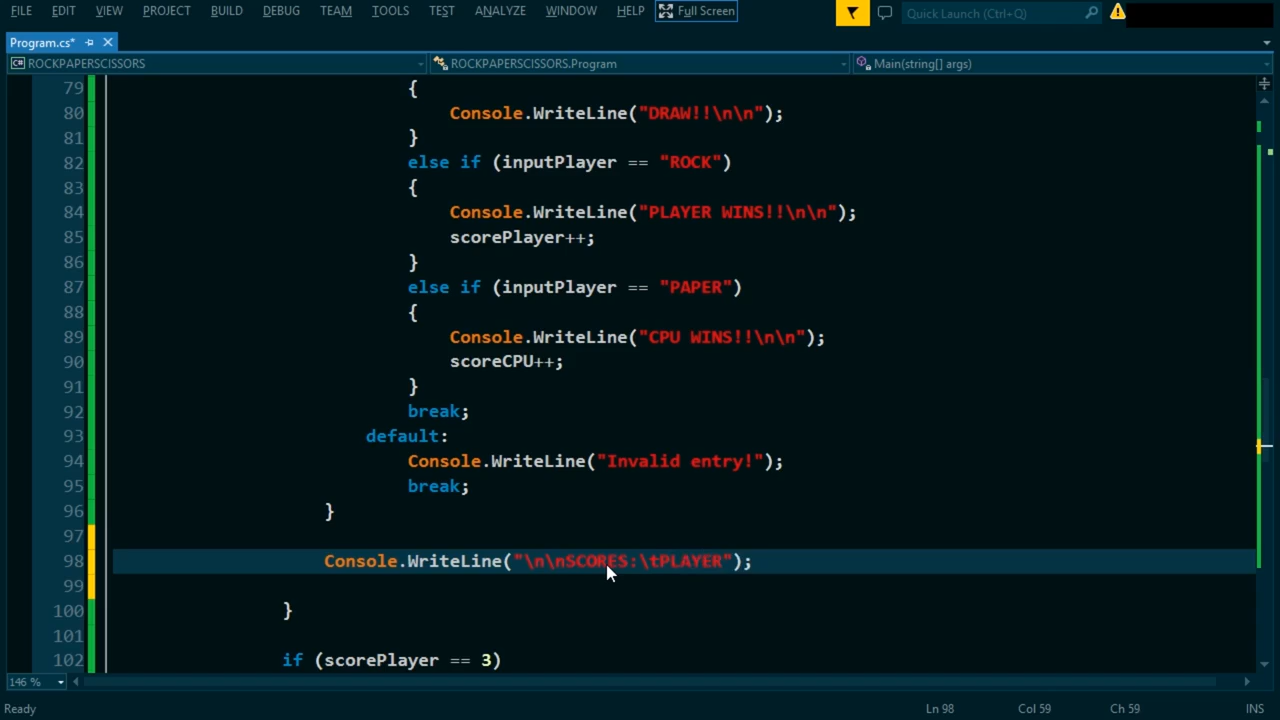 FILE EDIT VIEW PROJECT BUILD DEBUG TEAM TOOLS TEST ANALYZE WINDOW HELP Full Screen Quick Launch (Ctrl+Q)
Program.cs*
C# ROCKPAPERSCISSORS ROCKPAPERSCISSORS.Program Main(string[] args)
79 {
80 Console.WriteLine("DRAW!!\n\n");
81 }
82 else if (inputPlayer == "ROCK")
83 {
84 Console.WriteLine("PLAYER WINS!!\n\n");
85 scorePlayer++;
86 }
87 else if (inputPlayer == "PAPER")
88 {
89 Console.WriteLine("CPU WINS!!\n\n");
90 scoreCPU++;
91 }
92 break;
93 default:
94 Console.WriteLine("Invalid entry!");
95 break;
96 }
97
98 Console.WriteLine("\n\nSCORES:\tPLAYER");
99
100 }
101
102 if (scorePlayer == 3)
146 %
Ready Ln 98 Col 59 Ch 59 INS